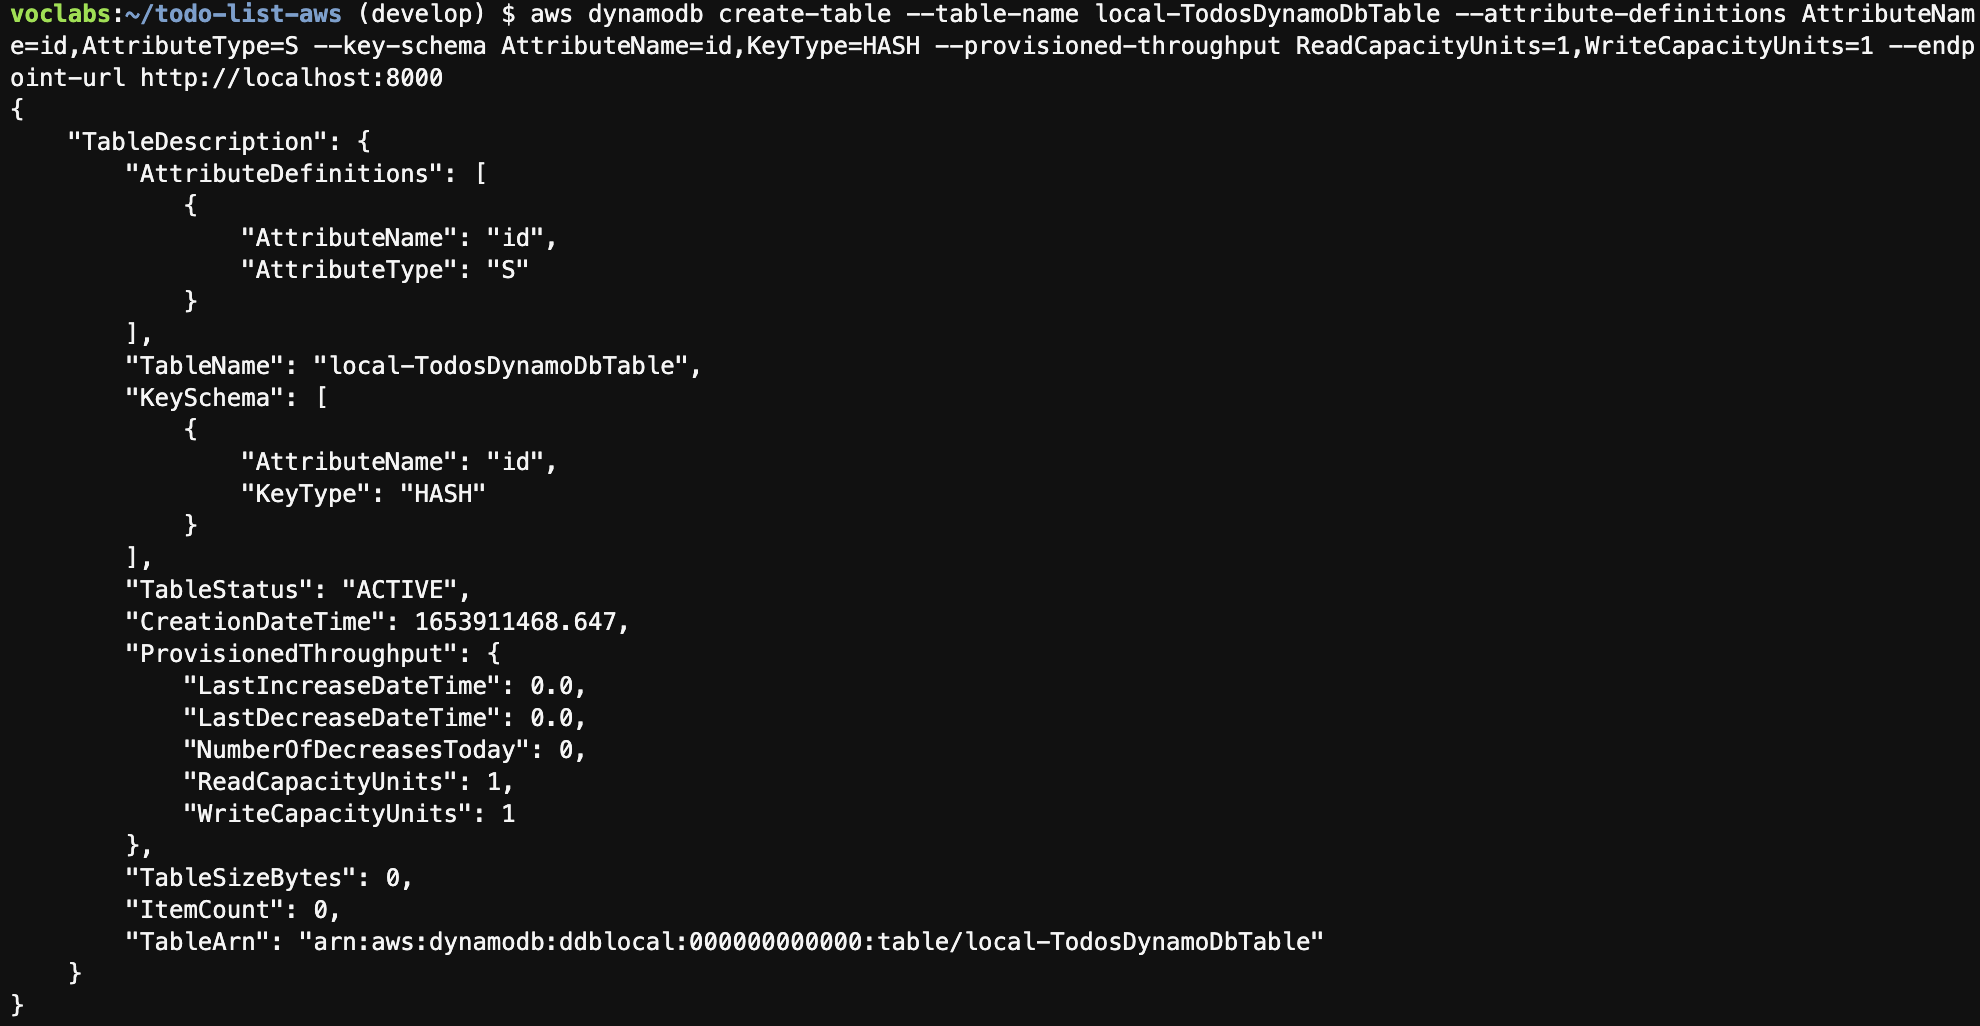 voclabs:~/todo-list-aws (develop) $ aws dynamodb create-table --table-name local-TodosDynamoDbTable --attribute-definitions AttributeNam
e=id,AttributeType=S --key-schema AttributeName=id,KeyType=HASH --provisioned-throughput ReadCapacityUnits=1,WriteCapacityUnits=1 --endp
oint-url http://localhost:8000
{
    "TableDescription": {
        "AttributeDefinitions": [
            {
                "AttributeName": "id",
                "AttributeType": "S"
            }
        ],
        "TableName": "local-TodosDynamoDbTable",
        "KeySchema": [
            {
                "AttributeName": "id",
                "KeyType": "HASH"
            }
        ],
        "TableStatus": "ACTIVE",
        "CreationDateTime": 1653911468.647,
        "ProvisionedThroughput": {
            "LastIncreaseDateTime": 0.0,
            "LastDecreaseDateTime": 0.0,
            "NumberOfDecreasesToday": 0,
            "ReadCapacityUnits": 1,
            "WriteCapacityUnits": 1
        },
        "TableSizeBytes": 0,
        "ItemCount": 0,
        "TableArn": "arn:aws:dynamodb:ddblocal:000000000000:table/local-TodosDynamoDbTable"
    }
}